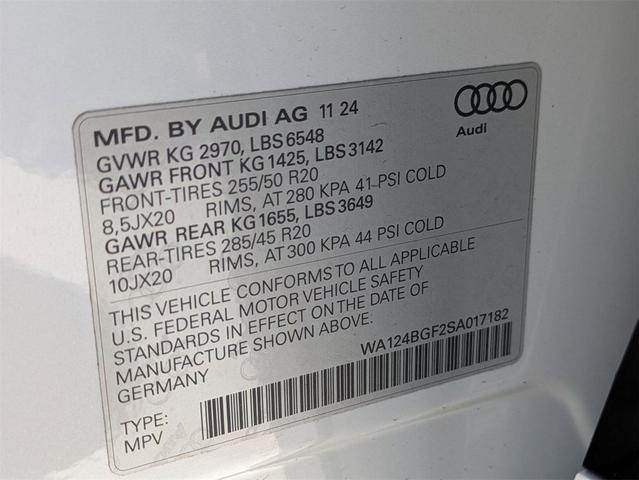 MFD. BY AUDI AG 11 24
Audi
GVWR KG 2970, LBS 6548
GAWR FRONT KG 1425, LBS 3142
FRONT-TIRES 255/50 R20
8,5JX20 RIMS, AT 280 KPA 41 PSI COLD
GAWR REAR KG 1655, LBS 3649
REAR-TIRES 285/45 R20
10JX20 RIMS, AT 300 KPA 44 PSI COLD
THIS VEHICLE CONFORMS TO ALL APPLICABLE
U.S. FEDERAL MOTOR VEHICLE SAFETY
STANDARDS IN EFFECT ON THE DATE OF
MANUFACTURE SHOWN ABOVE.
GERMANY
WA124BGF2SA017182
TYPE:
MPV